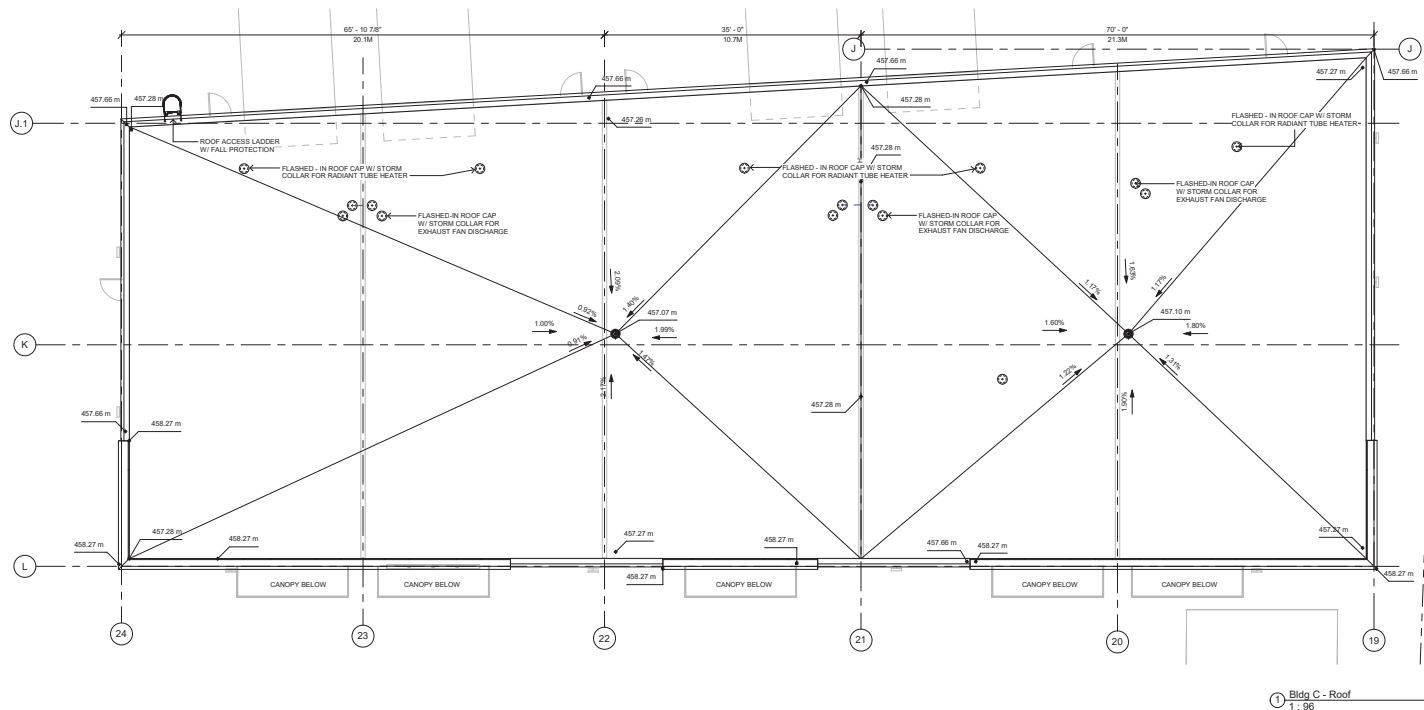 65' - 10 7/8"
20.1M
35' - 0"
10.7M
70' - 0"
21.3M
J
J
457.66 m
457.66 m
457.27 m
457.66 m
457.66 m
457.28 m
457.28 m
J.1
457.26 m
ROOF ACCESS LADDER
W/ FALL PROTECTION
457.28 m
FLASHED - IN ROOF CAP W/ STORM
COLLAR FOR RADIANT TUBE HEATER
FLASHED - IN ROOF CAP W/ STORM
COLLAR FOR RADIANT TUBE HEATER
FLASHED - IN ROOF CAP W/ STORM
COLLAR FOR RADIANT TUBE HEATER
FLASHED-IN ROOF CAP
W/ STORM COLLAR FOR
EXHAUST FAN DISCHARGE
FLASHED-IN ROOF CAP
W/ STORM COLLAR FOR
EXHAUST FAN DISCHARGE
FLASHED-IN ROOF CAP
W/ STORM COLLAR FOR
EXHAUST FAN DISCHARGE
2.09%
1.63%
0.92%
1.40%
1.17%
1.17%
457.07 m
457.10 m
1.00%
1.99%
1.60%
1.80%
K
0.91%
1.47%
1.22%
1.31%
2.17%
1.90%
457.28 m
457.66 m
458.27 m
457.28 m
458.27 m
457.27 m
458.27 m
457.66 m
458.27 m
457.27 m
458.27 m
L
458.27 m
458.27 m
CANOPY BELOW
CANOPY BELOW
CANOPY BELOW
CANOPY BELOW
CANOPY BELOW
24
23
22
21
20
19
1 Bldg C - Roof
1 : 96